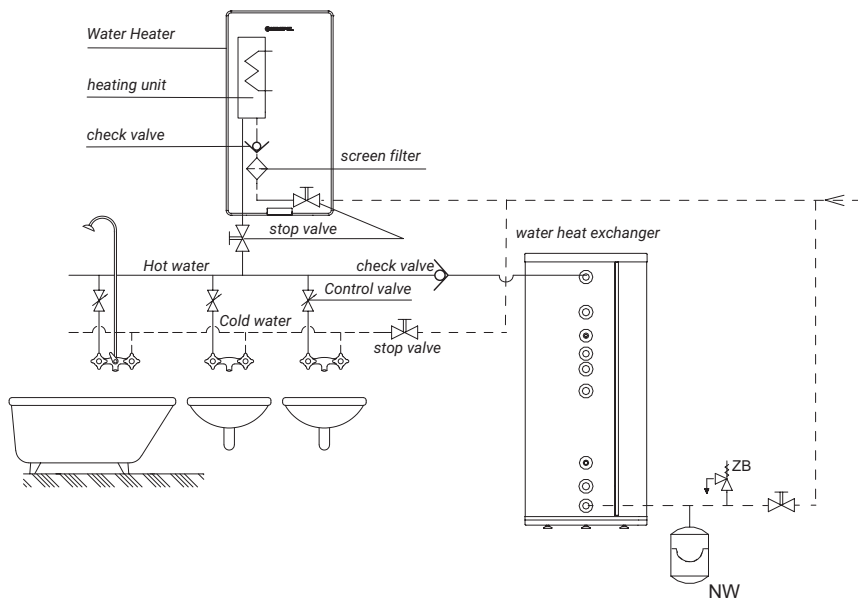 Water Heater
heating unit
check valve
screen filter
stop valve
water heat exchanger
Hot water
check valve
Control valve
Cold water
stop valve
ZB
NW